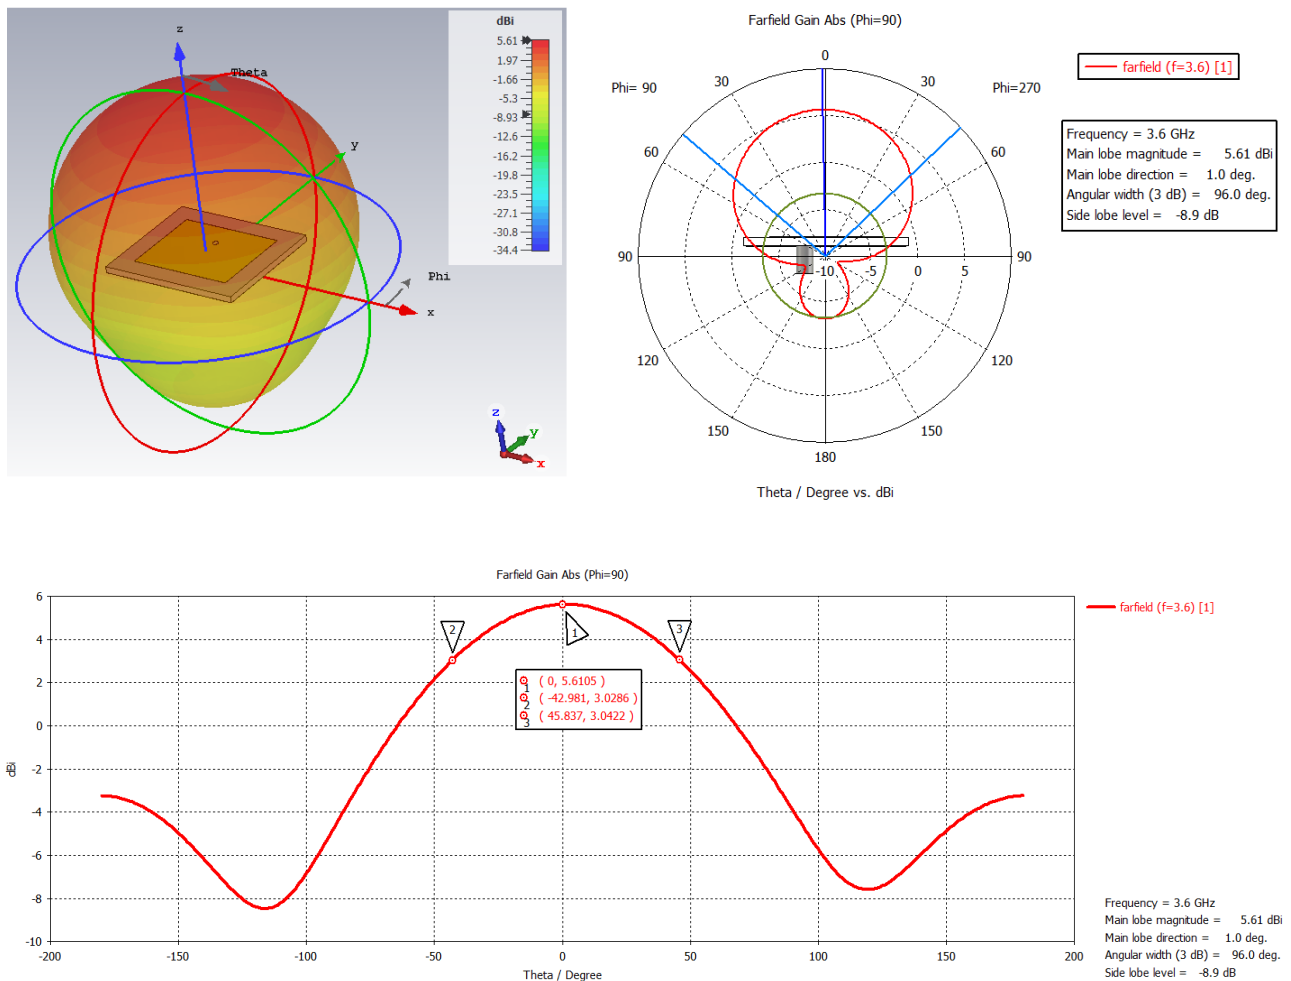 dBi
5.61
1.97
-1.66
-5.3
-8.93
-12.6
-16.2
-19.8
-23.5
-27.1
-30.8
-34.4
z
Theta
y
Phi
x
z
y
x
Farfield Gain Abs (Phi=90)
0
30
30
Phi= 90
Phi=270
60
60
90
-10
-5
0
5
90
120
120
150
150
180
Theta / Degree vs. dBi
farfield (f=3.6) [1]
Frequency = 3.6 GHz
Main lobe magnitude = 5.61 dBi
Main lobe direction = 1.0 deg.
Angular width (3 dB) = 96.0 deg.
Side lobe level = -8.9 dB
Farfield Gain Abs (Phi=90)
6
4
2
0
-2
-4
-6
-8
-10
dBi
2
1
3
1 ( 0, 5.6105 )
2 ( -42.981, 3.0286 )
3 ( 45.837, 3.0422 )
-200
-150
-100
-50
0
50
100
150
200
Theta / Degree
farfield (f=3.6) [1]
Frequency = 3.6 GHz
Main lobe magnitude = 5.61 dBi
Main lobe direction = 1.0 deg.
Angular width (3 dB) = 96.0 deg.
Side lobe level = -8.9 dB